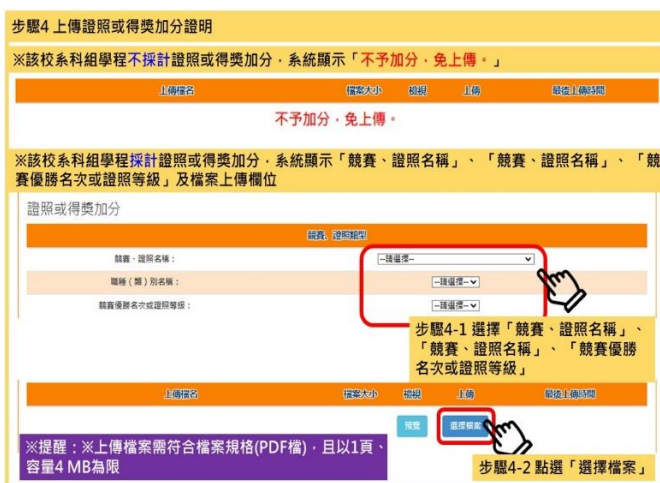 步驟4 上傳證照或得獎加分證明
※該校系科組學程不採計證照或得獎加分，系統顯示「不予加分，免上傳。」
上傳檔名 檔案大小 檢視 上傳 最後上傳時間
不予加分，免上傳。
※該校系科組學程採計證照或得獎加分，系統顯示「競賽、證照名稱」、「競賽、證照名稱」、「競
賽優勝名次或證照等級」及檔案上傳欄位
證照或得獎加分
競賽、證照類型
競賽、證照名稱： --請選擇--
職種（類）別名稱： --請選擇--
競賽優勝名次或證照等級： --請選擇--
步驟4-1 選擇「競賽、證照名稱」、
「競賽、證照名稱」、「競賽優勝
名次或證照等級」
上傳檔名 檔案大小 檢視 上傳 最後上傳時間
預覽 選擇檔案
※提醒：※上傳檔案需符合檔案規格(PDF檔)，且以1頁、
容量4 MB為限
步驟4-2 點選「選擇檔案」